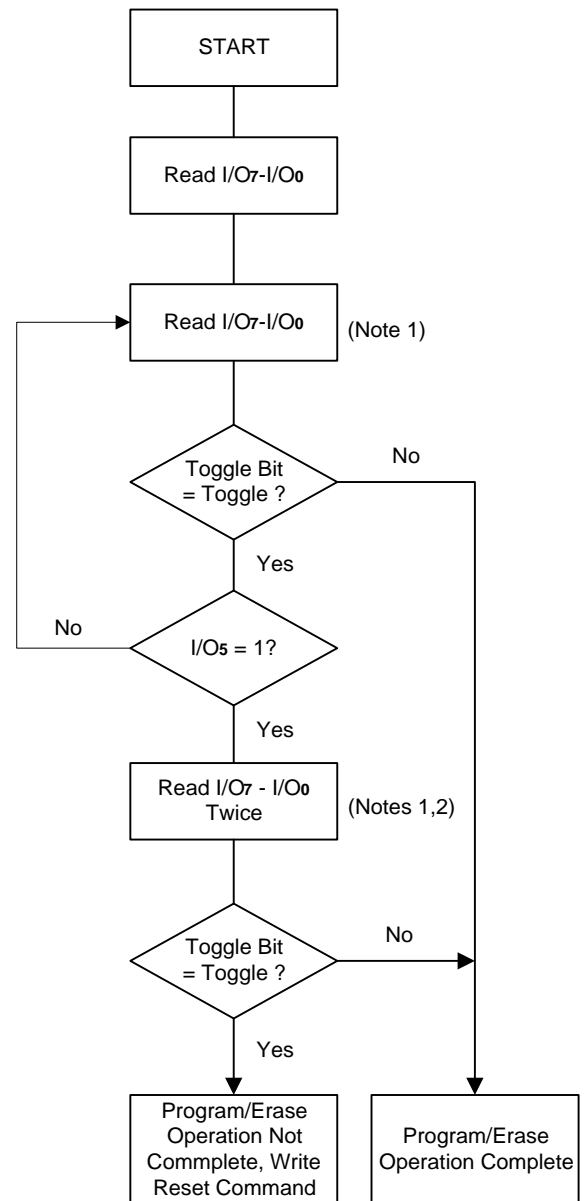 START
Read I/O7-I/O0
Read I/O7-I/O0
(Note 1)
Toggle Bit
= Toggle ?
No
Yes
I/O5 = 1?
No
Yes
Read I/O7 - I/O0
Twice
(Notes 1,2)
Toggle Bit
= Toggle ?
No
Yes
Program/Erase
Operation Not
Commplete, Write
Reset Command
Program/Erase
Operation Complete